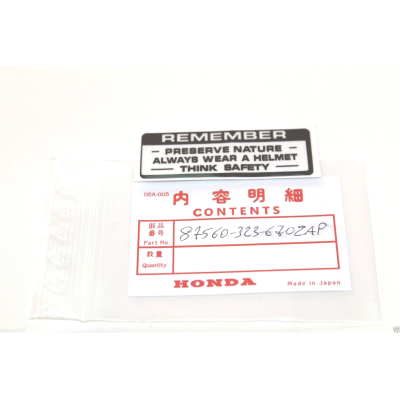 REMEMBER
— PRESERVE NATURE —
ALWAYS WEAR A HELMET
— THINK SAFETY —
DSA-005
内容明細
CONTENTS
部品番号
Part No.
87560-323-670ZAP
数量
Quantity
HONDA
Made in Japan